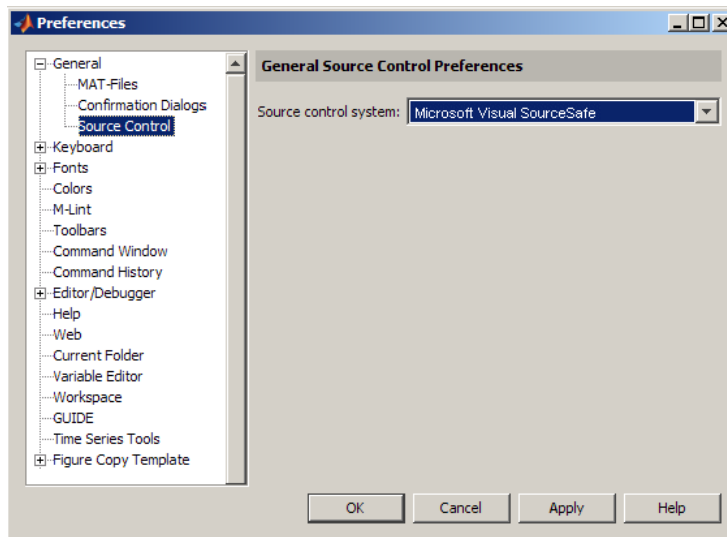 Preferences
General
MAT-Files
Confirmation Dialogs
Source Control
Keyboard
Fonts
Colors
M-Lint
Toolbars
Command Window
Command History
Editor/Debugger
Help
Web
Current Folder
Variable Editor
Workspace
GUIDE
Time Series Tools
Figure Copy Template
General Source Control Preferences
Source control system: Microsoft Visual SourceSafe
OK Cancel Apply Help